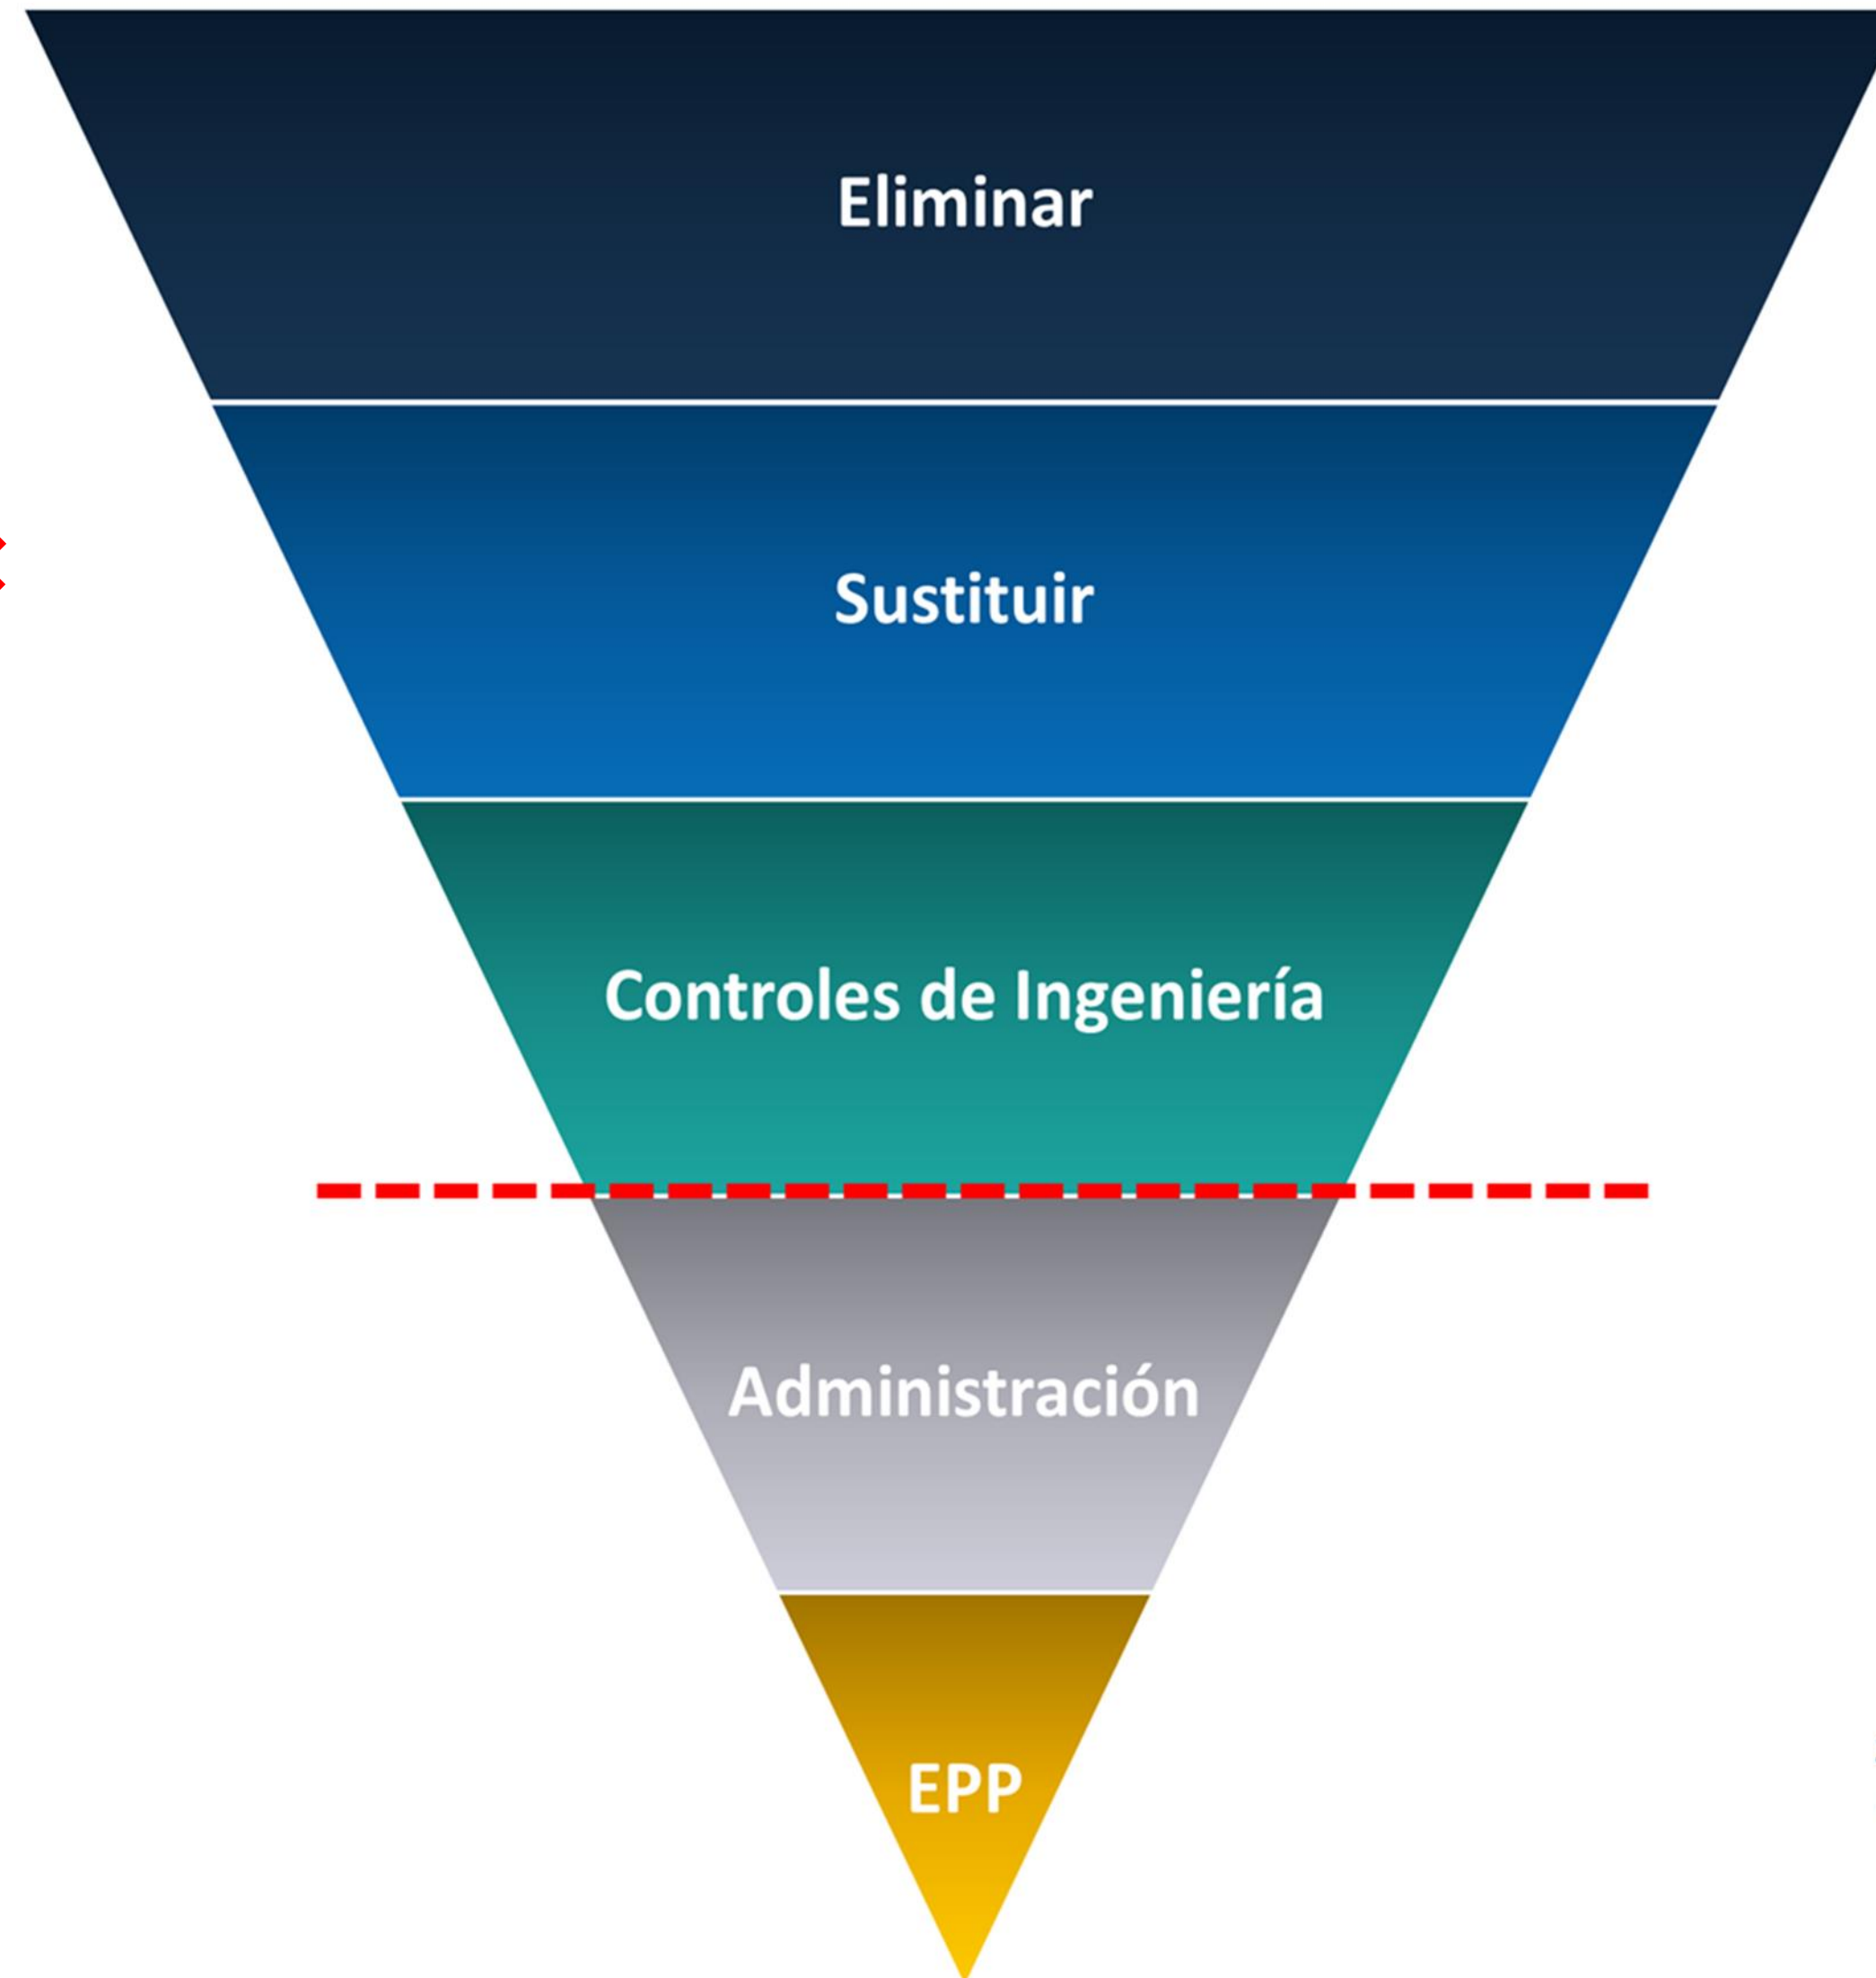 Eliminar
Sustituir
Controles de Ingeniería
Administración
EPP